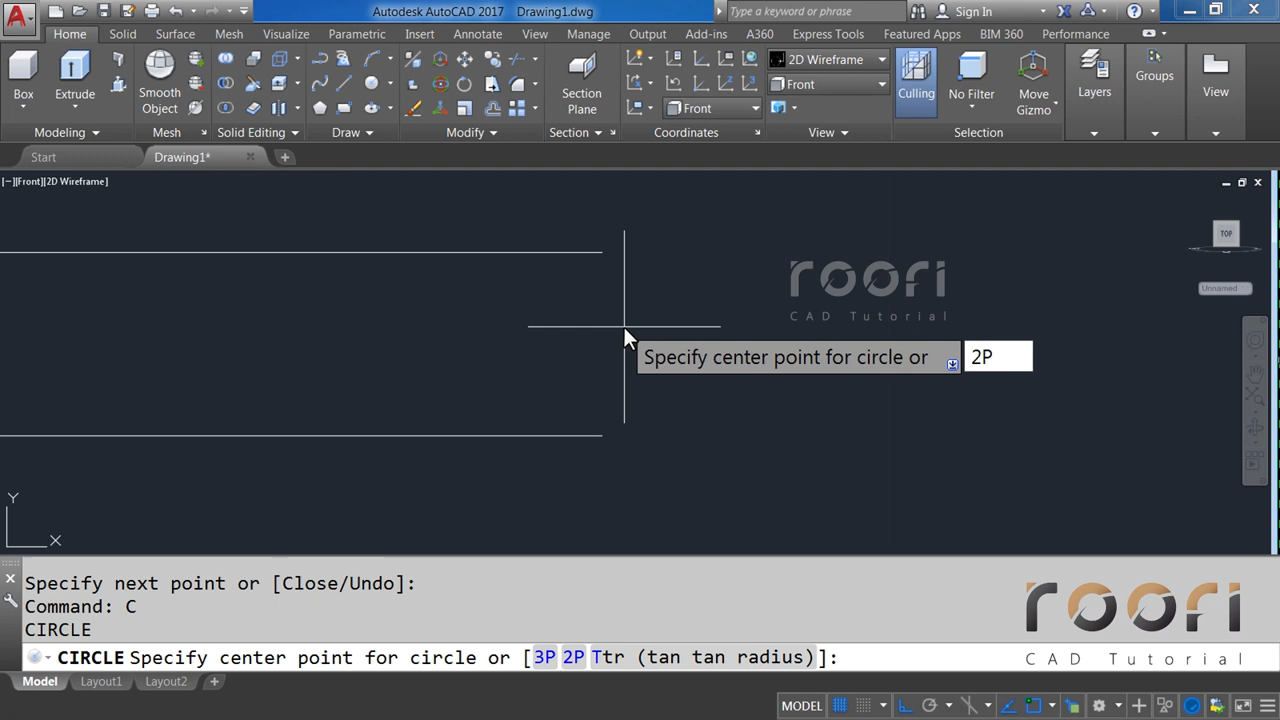 Autodesk AutoCAD 2017 Drawing1.dwg
Type a keyword or phrase
Sign In
Home Solid Surface Mesh Visualize Parametric Insert Annotate View Manage Output Add-ins A360 Express Tools Featured Apps BIM 360 Performance
Box
Extrude
Smooth
Object
Section
Plane
2D Wireframe
Front
Front
Culling
No Filter
Move
Gizmo
Layers
Groups
View
Modeling
Mesh
Solid Editing
Draw
Modify
Section
Coordinates
View
Selection
Start
Drawing1*
[−][Front][2D Wireframe]
TOP
Unnamed
roori
CAD Tutorial
Specify center point for circle or 2P
Y
X
Specify next point or [Close/Undo]:
Command: C
CIRCLE
CIRCLE Specify center point for circle or [3P 2P Ttr (tan tan radius)]:
roori
CAD Tutorial
Model Layout1 Layout2
MODEL